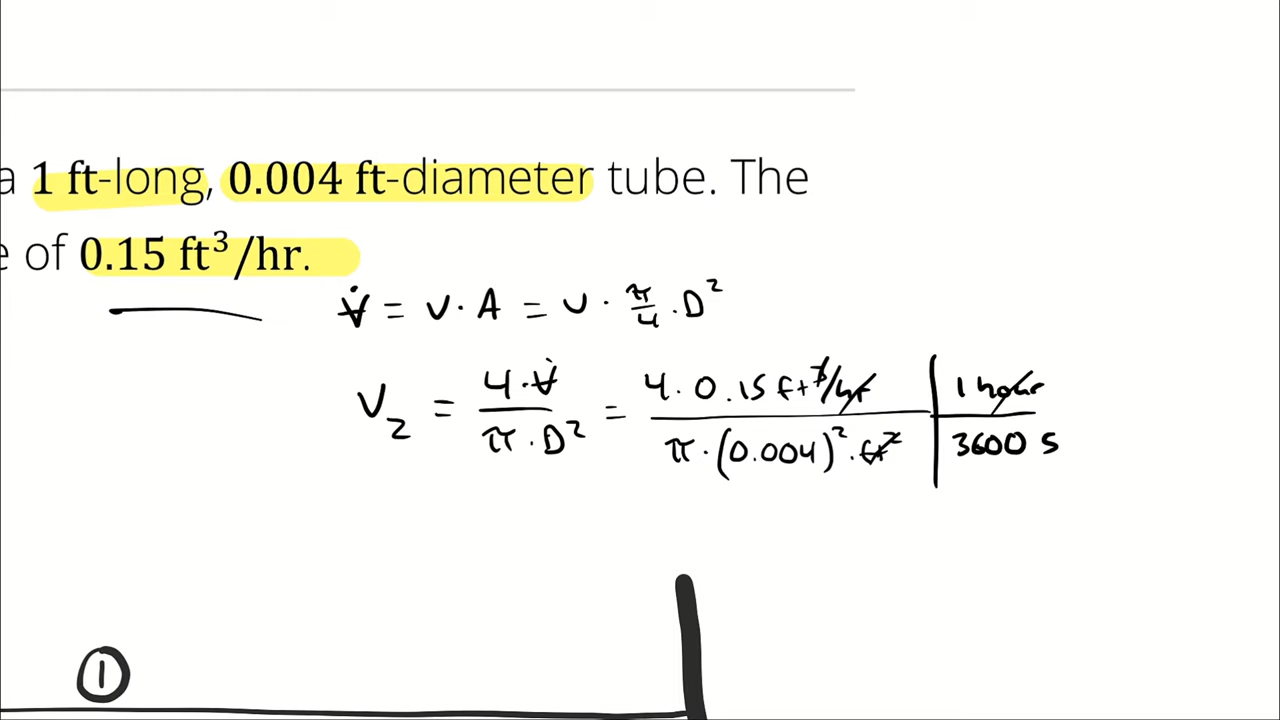 a 1 ft-long, 0.004 ft-diameter tube. The
e of 0.15 ft³/hr.
V̇ = V · A = V · π/4 · D²
V₂ = 4 · V̇ / π · D² = 4 · 0.15 ft³/hr / π · (0.004)² · ft² | 1 hour / 3600 s
1